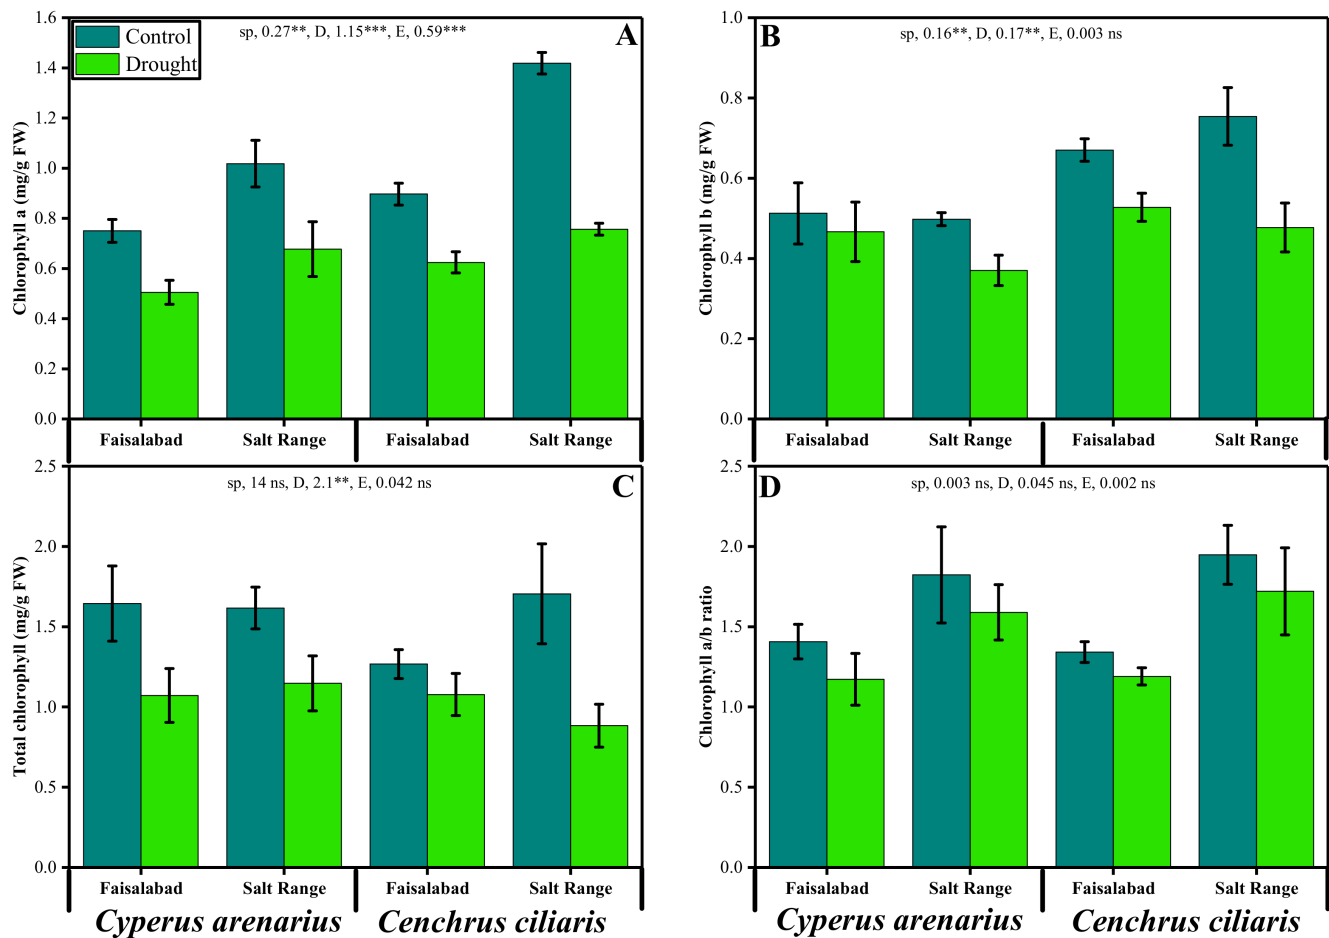 Control
Drought
sp, 0.27**, D, 1.15***, E, 0.59***
A
Chlorophyll a (mg/g FW)
1.6
1.4
1.2
1.0
0.8
0.6
0.4
0.2
0.0
Faisalabad
Salt Range
Faisalabad
Salt Range
B
sp, 0.16**, D, 0.17**, E, 0.003 ns
Chlorophyll b (mg/g FW)
1.0
0.8
0.6
0.4
0.2
0.0
Faisalabad
Salt Range
Faisalabad
Salt Range
sp, 14 ns, D, 2.1**, E, 0.042 ns
C
Total chlorophyll (mg/g FW)
2.5
2.0
1.5
1.0
0.5
0.0
Faisalabad
Salt Range
Faisalabad
Salt Range
Cyperus arenarius
Cenchrus ciliaris
D
sp, 0.003 ns, D, 0.045 ns, E, 0.002 ns
Chlorophyll a/b ratio
2.5
2.0
1.5
1.0
0.5
0.0
Faisalabad
Salt Range
Faisalabad
Salt Range
Cyperus arenarius
Cenchrus ciliaris